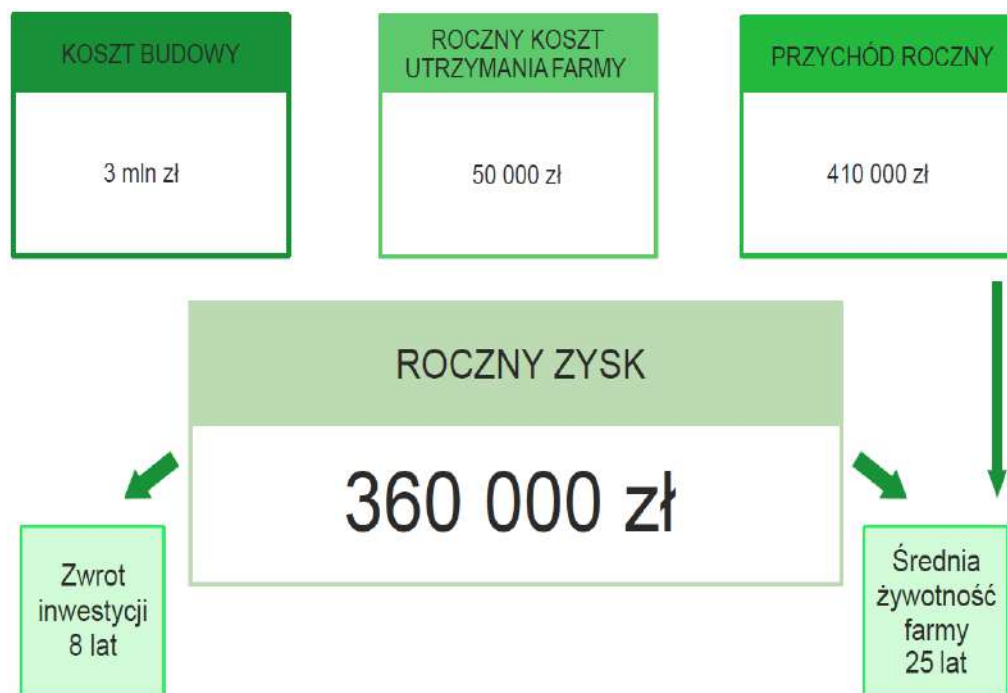 KOSZT BUDOWY
3 mln zł
ROCZNY KOSZT
UTRZYMANIA FARMY
50 000 zł
PRZYCHÓD ROCZNY
410 000 zł
ROCZNY ZYSK
360 000 zł
Zwrot
inwestycji
8 lat
Średnia
żywotność
farmy
25 lat